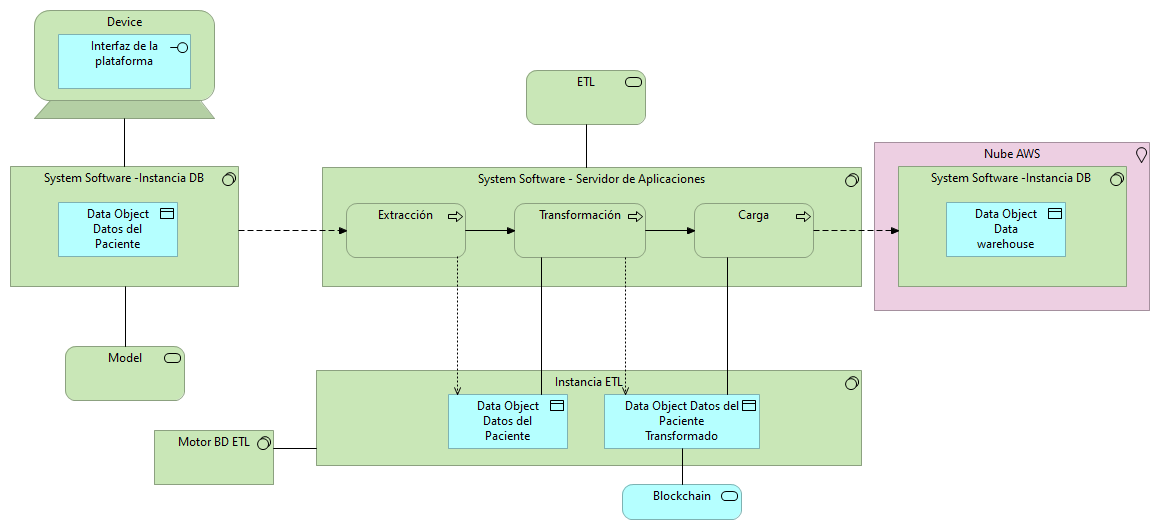 Device
Interfaz de la
plataforma
ETL
System Software -Instancia DB
Data Object
Datos del
Paciente
System Software - Servidor de Aplicaciones
Extracción
Transformación
Carga
Nube AWS
System Software -Instancia DB
Data Object
Data
warehouse
Model
Instancia ETL
Data Object
Datos del
Paciente
Data Object Datos del
Paciente
Transformado
Motor BD ETL
Blockchain